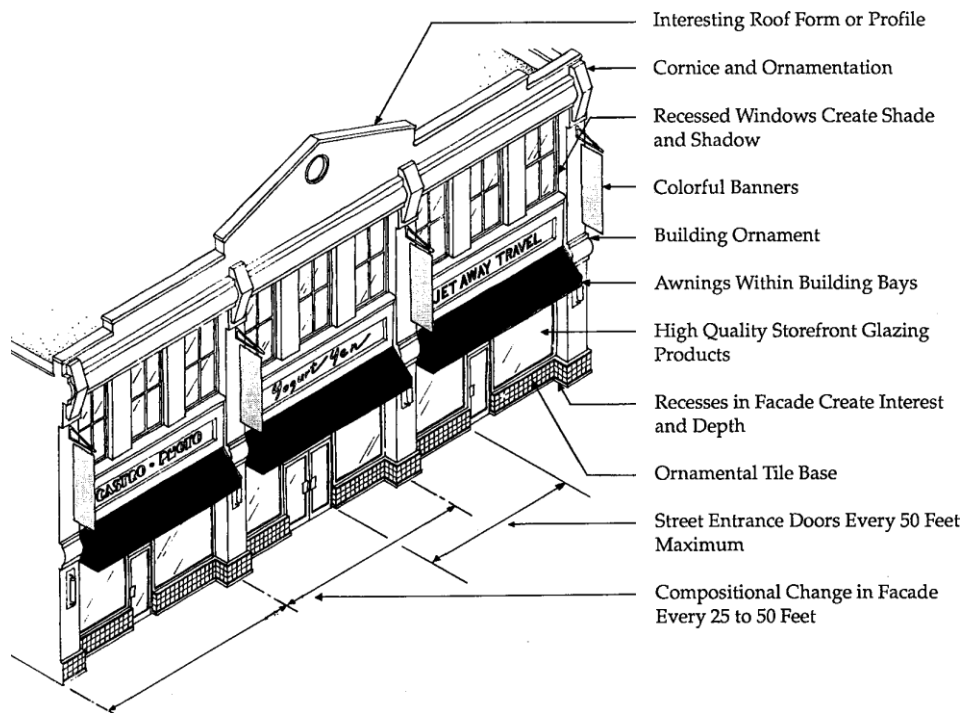 Interesting Roof Form or Profile
Cornice and Ornamentation
Recessed Windows Create Shade
and Shadow
Colorful Banners
Building Ornament
Awnings Within Building Bays
High Quality Storefront Glazing
Products
Recesses in Facade Create Interest
and Depth
Ornamental Tile Base
Street Entrance Doors Every 50 Feet
Maximum
Compositional Change in Facade
Every 25 to 50 Feet
JET AWAY TRAVEL
Yogurt Yen
CASTCO • PHOTO